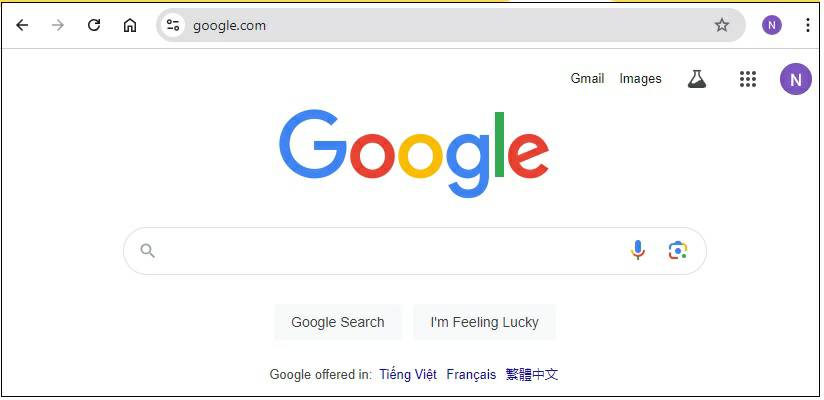 google.com N
Gmail Images N
Google
Google Search I'm Feeling Lucky
Google offered in: Tiếng Việt Français 繁體中文